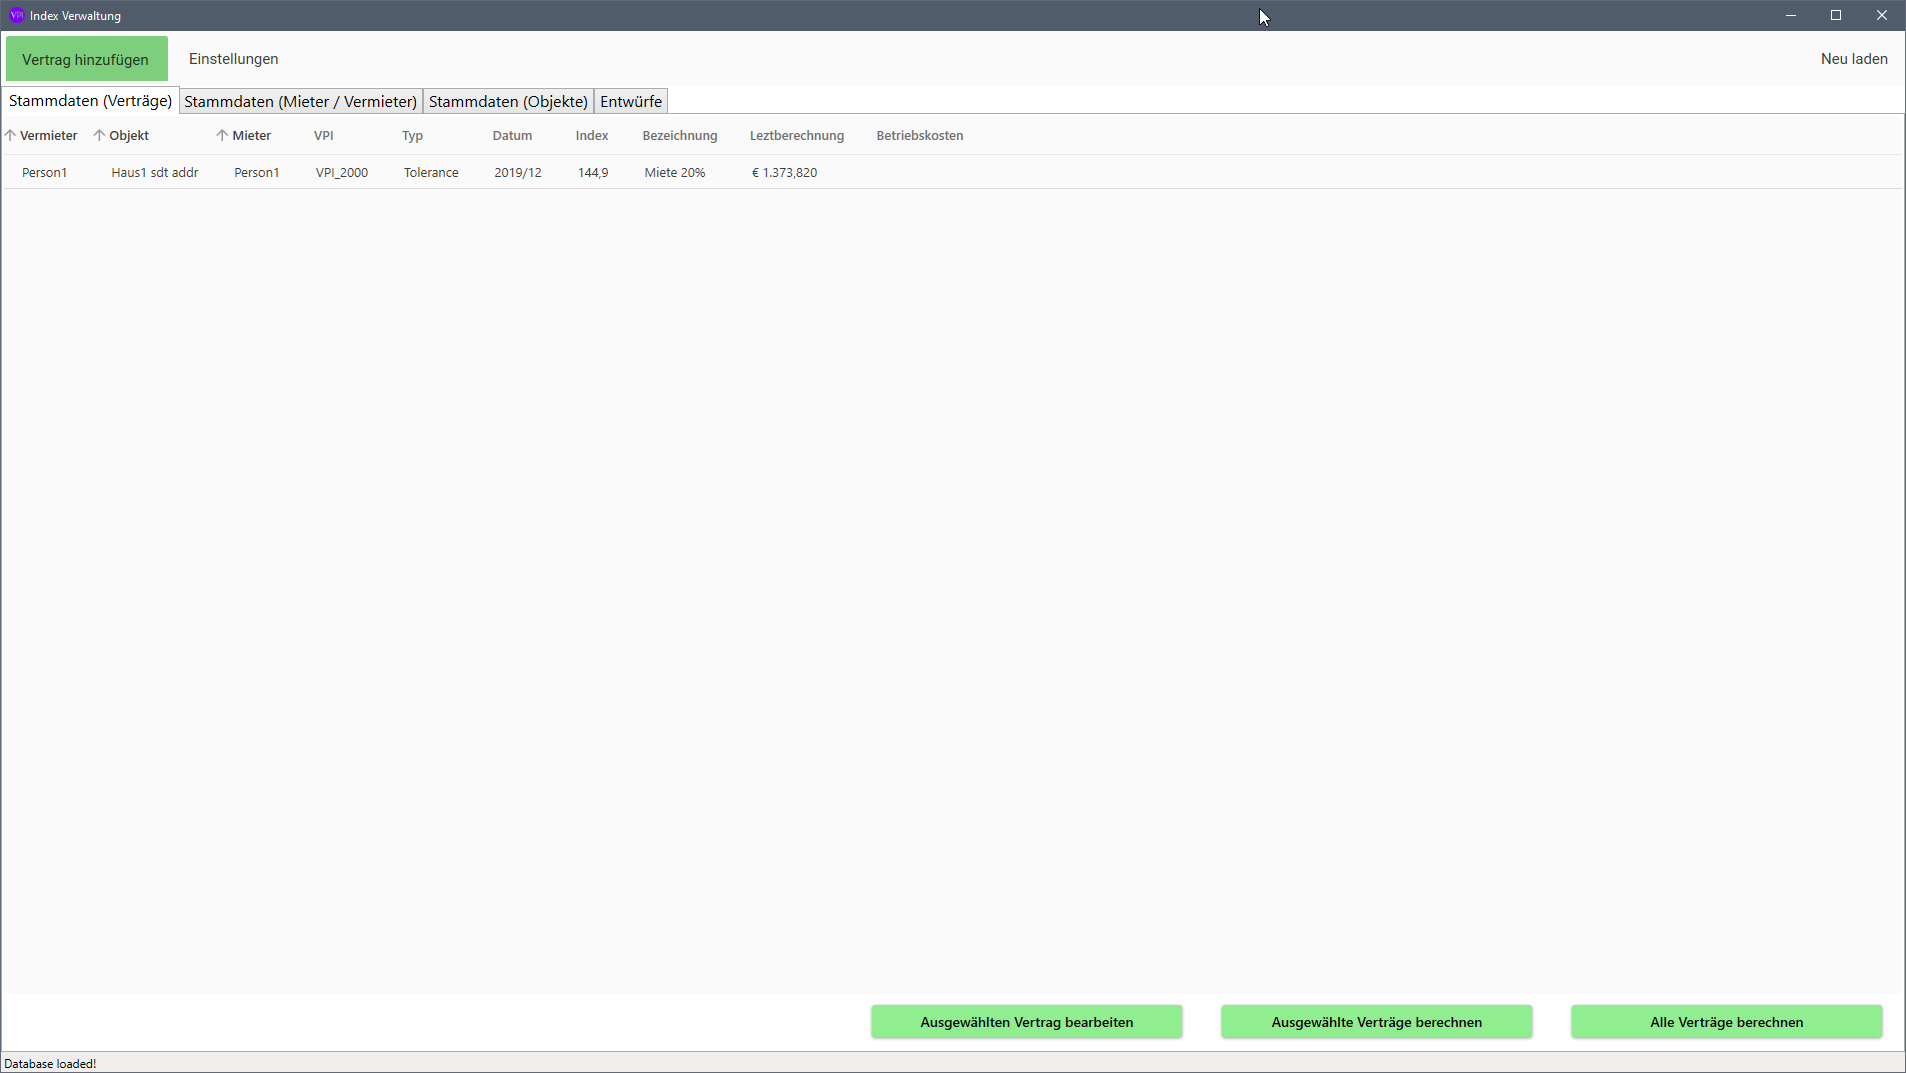 VPI Index Verwaltung
Vertrag hinzufügen Einstellungen Neu laden
Stammdaten (Verträge) Stammdaten (Mieter / Vermieter) Stammdaten (Objekte) Entwürfe
Vermieter Objekt Mieter VPI Typ Datum Index Bezeichnung Leztberechnung Betriebskosten
Person1 Haus1 sdt addr Person1 VPI_2000 Tolerance 2019/12 144,9 Miete 20% € 1.373,820
Ausgewählten Vertrag bearbeiten Ausgewählte Verträge berechnen Alle Verträge berechnen
Database loaded!